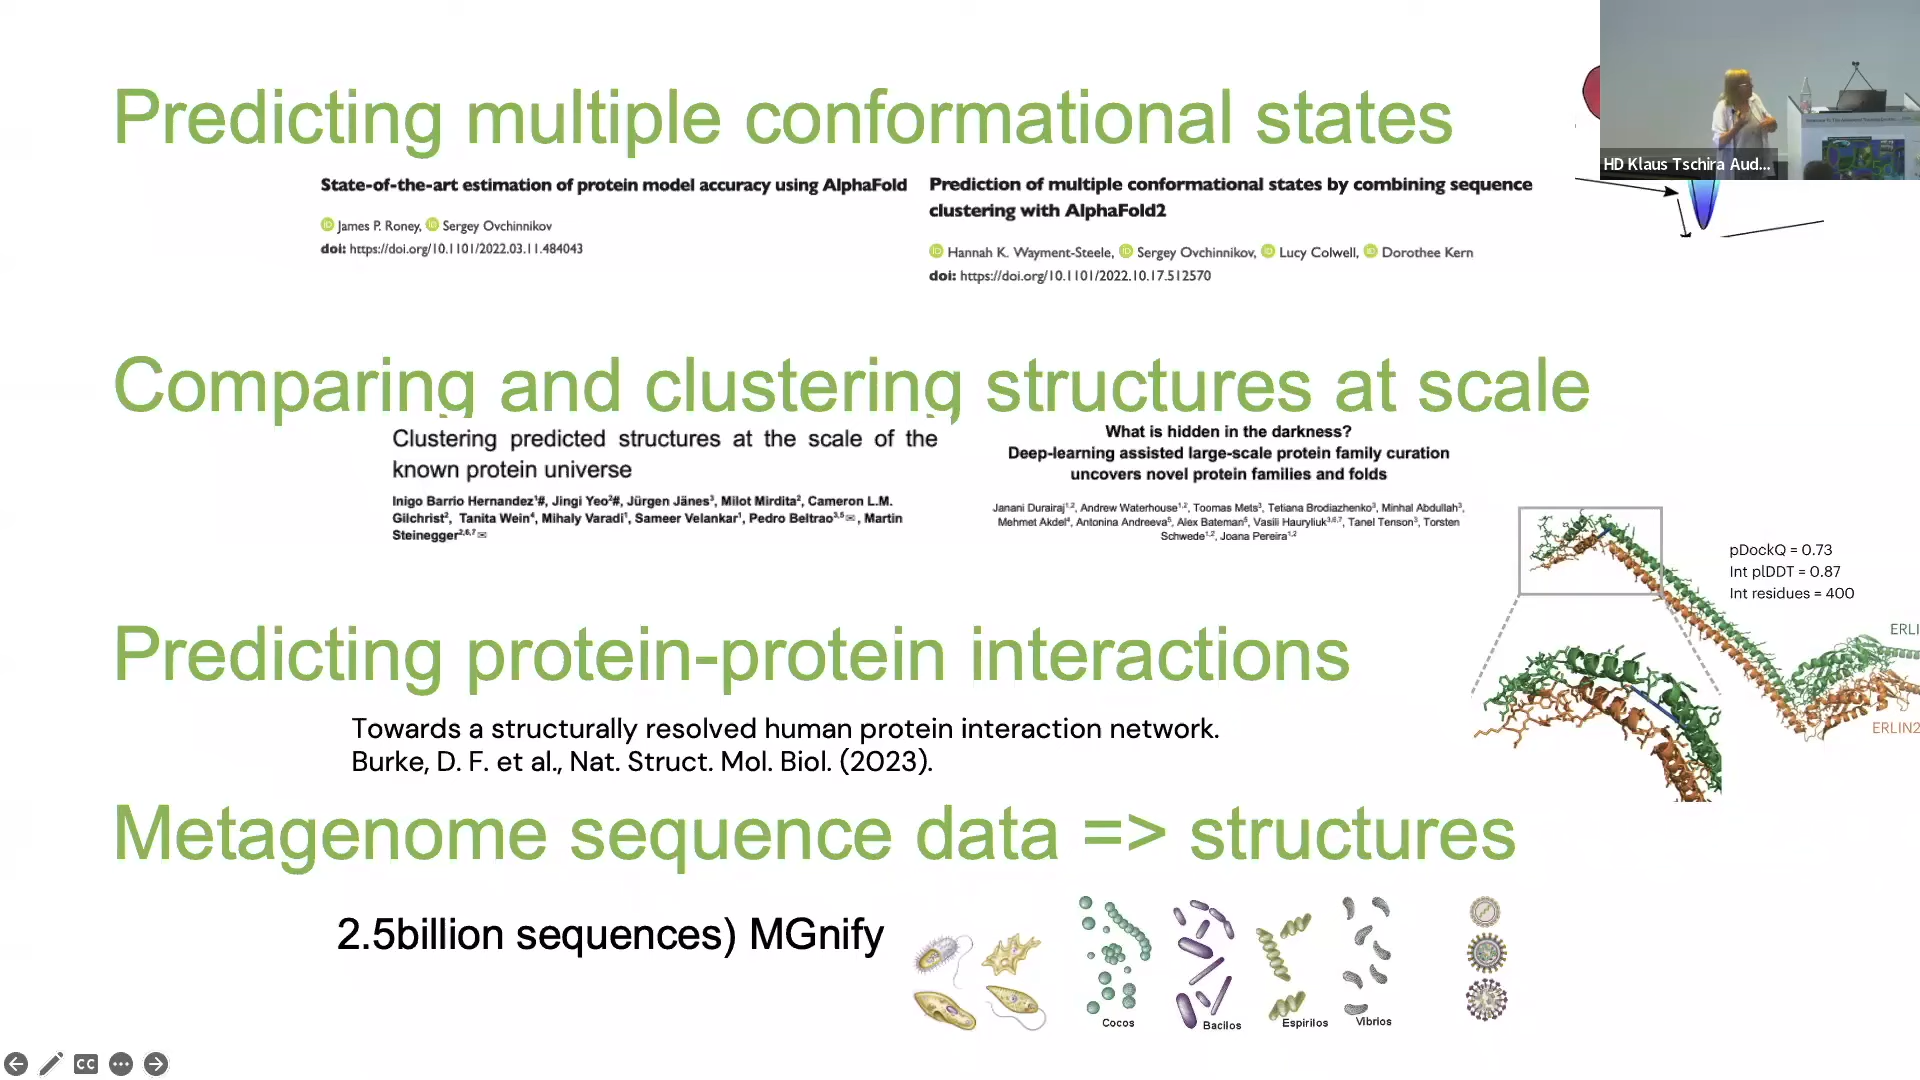 Predicting multiple conformational states
State-of-the-art estimation of protein model accuracy using AlphaFold
James P. Roney, Sergey Ovchinnikov
doi: https://doi.org/10.1101/2022.03.11.484043
Prediction of multiple conformational states by combining sequence
clustering with AlphaFold2
Hannah K. Wayment-Steele, Sergey Ovchinnikov, Lucy Colwell, Dorothee Kern
doi: https://doi.org/10.1101/2022.10.17.512570
HD Klaus Tschira Aud...
Comparing and clustering structures at scale
Clustering predicted structures at the scale of the
known protein universe
Inigo Barrio Hernandez¹#, Jingi Yeo²#, Jürgen Jänes³, Milot Mirdita², Cameron L.M.
Gilchrist², Tanita Wein⁴, Mihaly Varadi¹, Sameer Velankar¹, Pedro Beltrao³,⁵✉, Martin
Steinegger²,⁶,⁷✉
What is hidden in the darkness?
Deep-learning assisted large-scale protein family curation
uncovers novel protein families and folds
Janani Durairaj¹,², Andrew Waterhouse¹,², Toomas Mets³, Tetiana Brodiazhenko³, Minhal Abdullah³,
Mehmet Akdel⁴, Antonina Andreeva⁵, Alex Bateman⁵, Vasili Hauryliuk³,⁶,⁷, Tanel Tenson³, Torsten
Schwede¹,², Joana Pereira¹,²
pDockQ = 0.73
Int plDDT = 0.87
Int residues = 400
ERLI
ERLIN2
Predicting protein-protein interactions
Towards a structurally resolved human protein interaction network.
Burke, D. F. et al., Nat. Struct. Mol. Biol. (2023).
Metagenome sequence data => structures
2.5billion sequences) MGnify
Cocos
Bacilos
Espirilos
Vibrios
CC